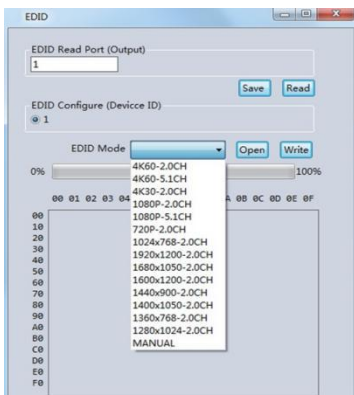 EDID
EDID Read Port (Output)
1
Save Read
EDID Configure (Devicce ID)
1
EDID Mode Open Write
0% 100%
4K60-2.0CH
4K60-5.1CH
4K30-2.0CH
1080P-2.0CH
1080P-5.1CH
720P-2.0CH
1024x768-2.0CH
1920x1200-2.0CH
1680x1050-2.0CH
1600x1200-2.0CH
1440x900-2.0CH
1400x1050-2.0CH
1360x768-2.0CH
1280x1024-2.0CH
MANUAL
00 01 02 03 04 0B 0C 0D 0E 0F
00
10
20
30
40
50
60
70
80
90
A0
B0
C0
D0
E0
F0